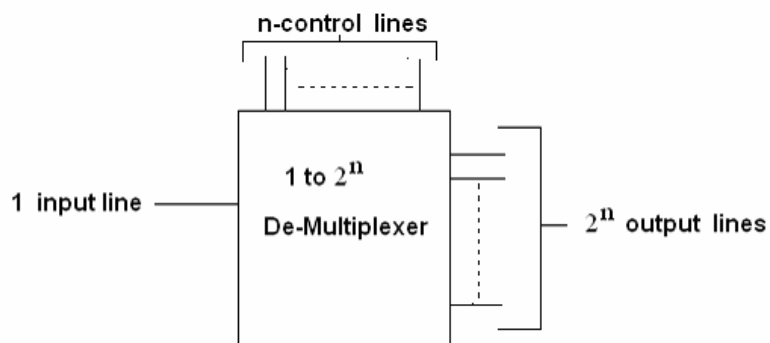 n-control lines
1 to 2ⁿ
1 input line
De-Multiplexer
2ⁿ output lines